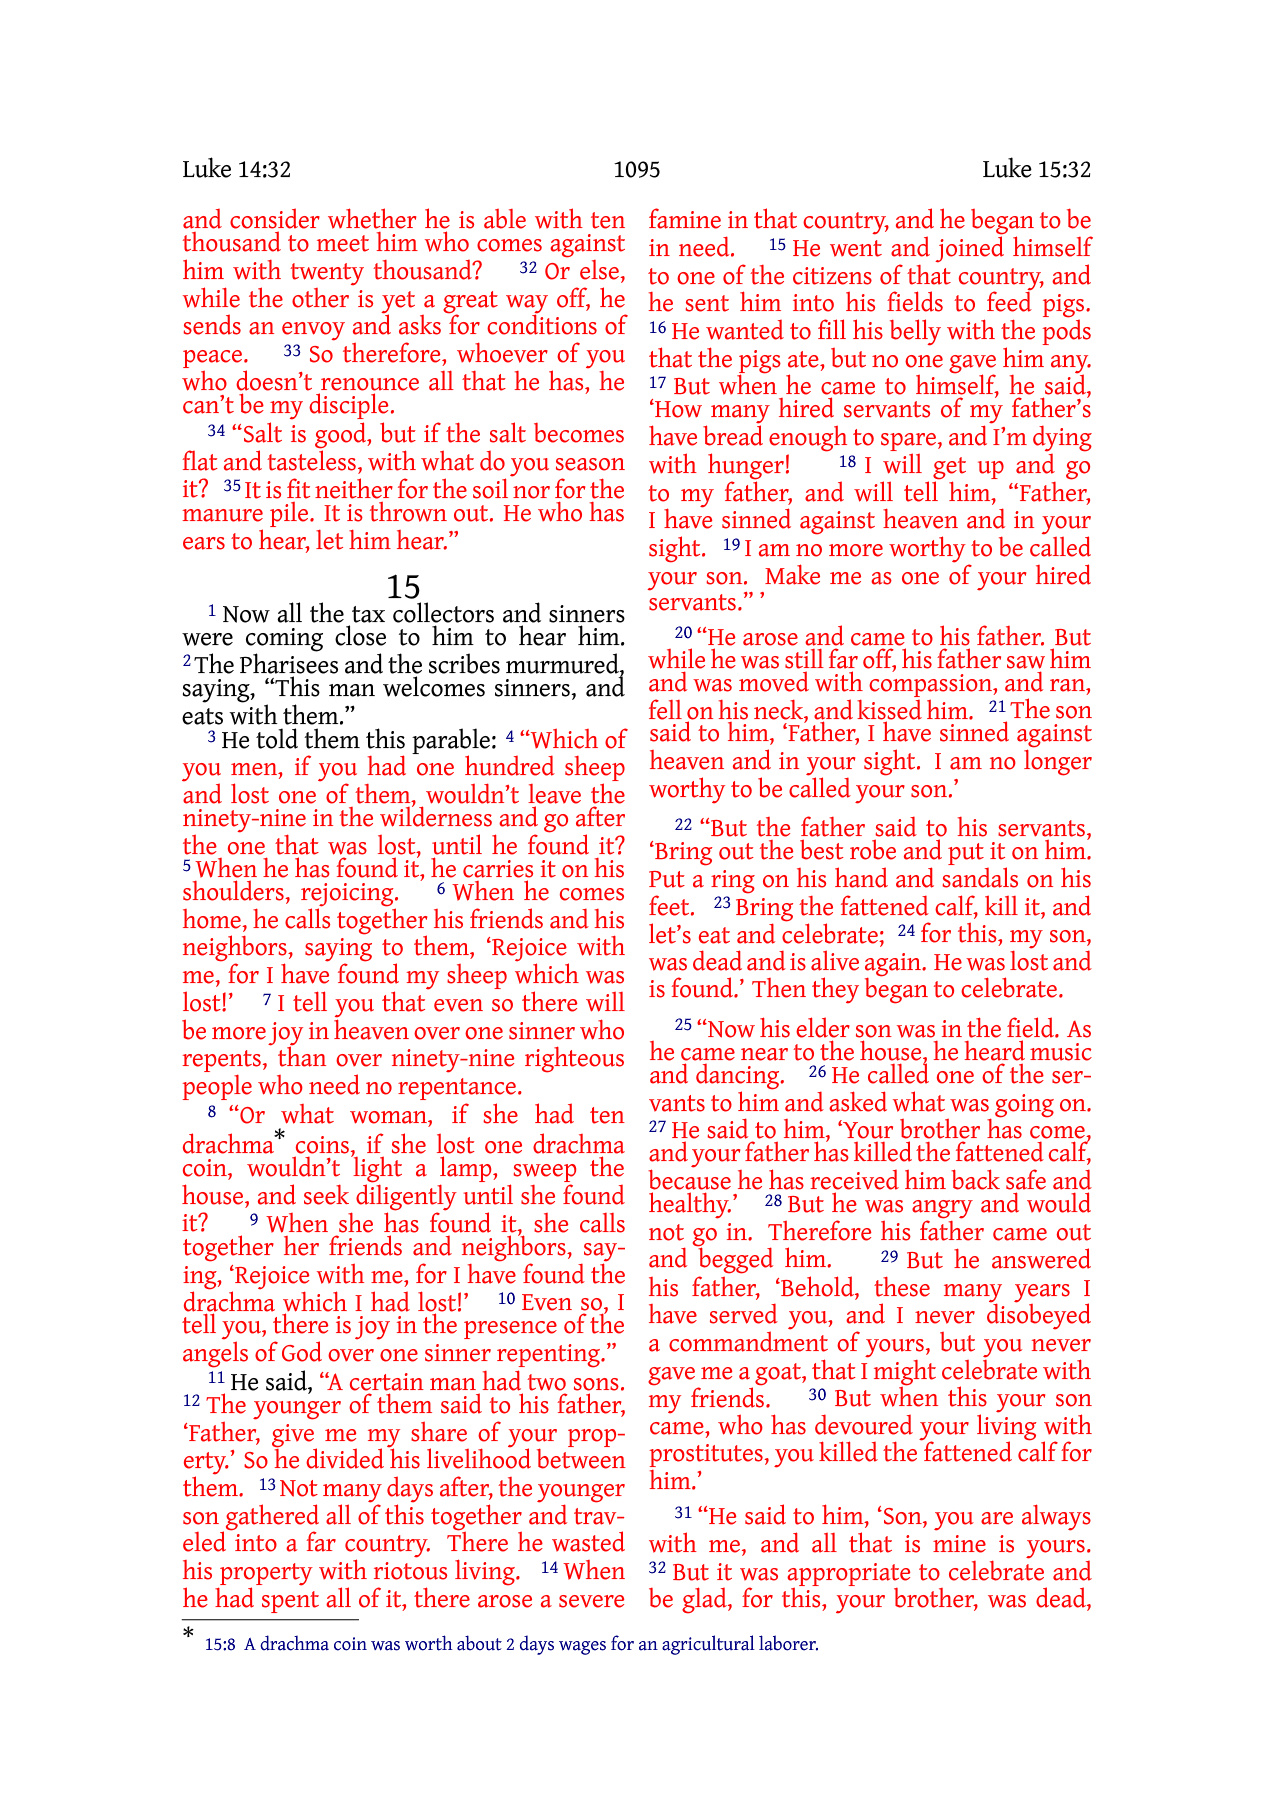 Luke 14:32 1095 Luke 15:32
and consider whether he is able with ten
thousand to meet him who comes against
him with twenty thousand? 32 Or else,
while the other is yet a great way off, he
sends an envoy and asks for conditions of
peace. 33 So therefore, whoever of you
who doesn’t renounce all that he has, he
can’t be my disciple.
34 “Salt is good, but if the salt becomes
flat and tasteless, with what do you season
it? 35 It is fit neither for the soil nor for the
manure pile. It is thrown out. He who has
ears to hear, let him hear.”
15
1 Now all the tax collectors and sinners
were coming close to him to hear him.
2 The Pharisees and the scribes murmured,
saying, “This man welcomes sinners, and
eats with them.”
3 He told them this parable: 4 “Which of
you men, if you had one hundred sheep
and lost one of them, wouldn’t leave the
ninety-nine in the wilderness and go after
the one that was lost, until he found it?
5 When he has found it, he carries it on his
shoulders, rejoicing. 6 When he comes
home, he calls together his friends and his
neighbors, saying to them, ‘Rejoice with
me, for I have found my sheep which was
lost!’ 7 I tell you that even so there will
be more joy in heaven over one sinner who
repents, than over ninety-nine righteous
people who need no repentance.
8 “Or what woman, if she had ten
drachma* coins, if she lost one drachma
coin, wouldn’t light a lamp, sweep the
house, and seek diligently until she found
it? 9 When she has found it, she calls
together her friends and neighbors, say-
ing, ‘Rejoice with me, for I have found the
drachma which I had lost!’ 10 Even so, I
tell you, there is joy in the presence of the
angels of God over one sinner repenting.”
11 He said, “A certain man had two sons.
12 The younger of them said to his father,
‘Father, give me my share of your prop-
erty.’ So he divided his livelihood between
them. 13 Not many days after, the younger
son gathered all of this together and trav-
eled into a far country. There he wasted
his property with riotous living. 14 When
he had spent all of it, there arose a severe
famine in that country, and he began to be
in need. 15 He went and joined himself
to one of the citizens of that country, and
he sent him into his fields to feed pigs.
16 He wanted to fill his belly with the pods
that the pigs ate, but no one gave him any.
17 But when he came to himself, he said,
‘How many hired servants of my father’s
have bread enough to spare, and I’m dying
with hunger! 18 I will get up and go
to my father, and will tell him, “Father,
I have sinned against heaven and in your
sight. 19 I am no more worthy to be called
your son. Make me as one of your hired
servants.” ’
20 “He arose and came to his father. But
while he was still far off, his father saw him
and was moved with compassion, and ran,
fell on his neck, and kissed him. 21 The son
said to him, ‘Father, I have sinned against
heaven and in your sight. I am no longer
worthy to be called your son.’
22 “But the father said to his servants,
‘Bring out the best robe and put it on him.
Put a ring on his hand and sandals on his
feet. 23 Bring the fattened calf, kill it, and
let’s eat and celebrate; 24 for this, my son,
was dead and is alive again. He was lost and
is found.’ Then they began to celebrate.
25 “Now his elder son was in the field. As
he came near to the house, he heard music
and dancing. 26 He called one of the ser-
vants to him and asked what was going on.
27 He said to him, ‘Your brother has come,
and your father has killed the fattened calf,
because he has received him back safe and
healthy.’ 28 But he was angry and would
not go in. Therefore his father came out
and begged him. 29 But he answered
his father, ‘Behold, these many years I
have served you, and I never disobeyed
a commandment of yours, but you never
gave me a goat, that I might celebrate with
my friends. 30 But when this your son
came, who has devoured your living with
prostitutes, you killed the fattened calf for
him.’
31 “He said to him, ‘Son, you are always
with me, and all that is mine is yours.
32 But it was appropriate to celebrate and
be glad, for this, your brother, was dead,
* 15:8 A drachma coin was worth about 2 days wages for an agricultural laborer.